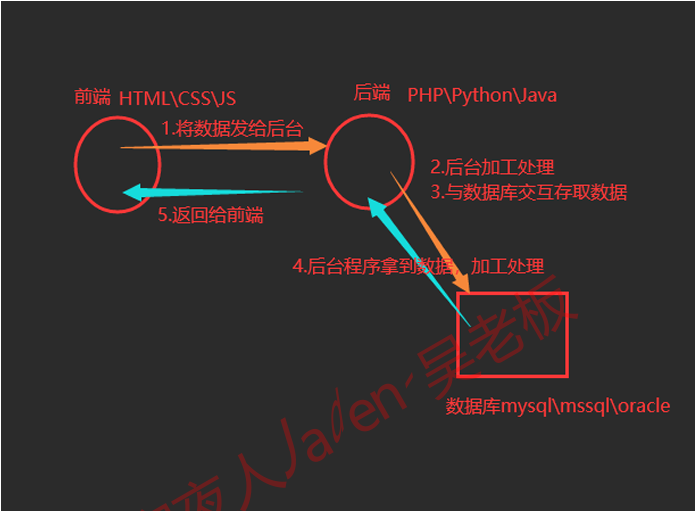 前端 HTML\CSS\JS
后端 PHP\Python\Java
1.将数据发给后台
2.后台加工处理
3.与数据库交互存取数据
5.返回给前端
4.后台程序拿到数据，加工处理
数据库mysql\mssql\oracle
夜人Jaden-吴老板